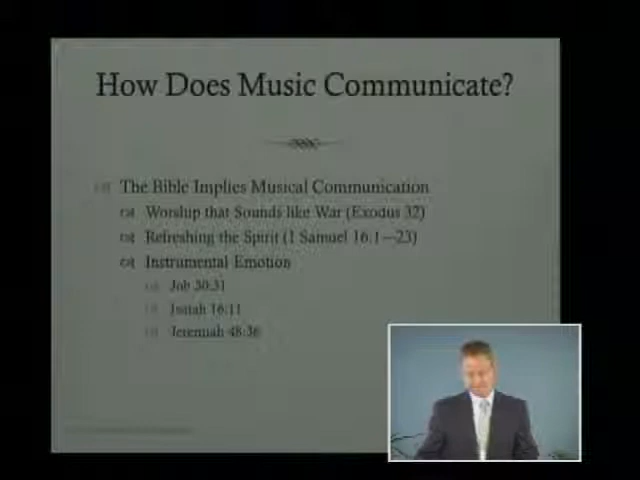 How Does Music Communicate?
The Bible Implies Musical Communication
Worship that Sounds like War (Exodus 32)
Refreshing the Spirit (1 Samuel 16:1—23)
Instrumental Emotion
Job 30:31
Isaiah 16:11
Jeremiah 48:36